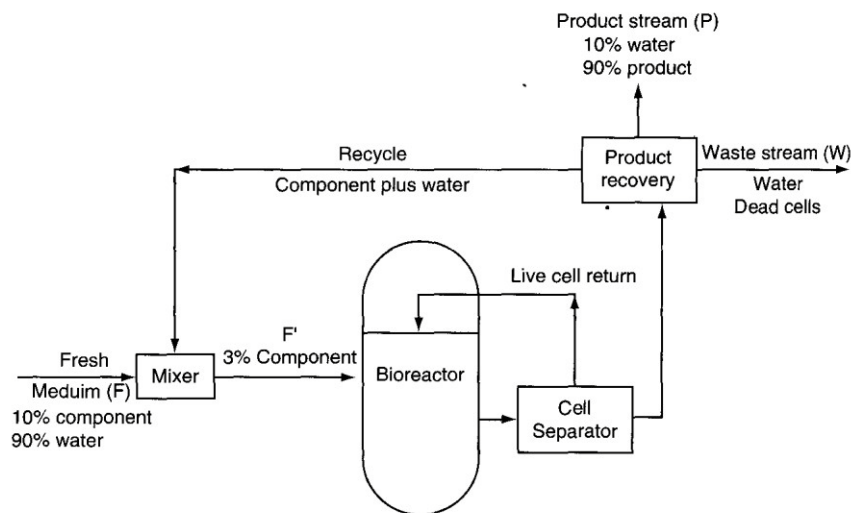 Product stream (P)
10% water
90% product
Recycle
Component plus water
Product
recovery
Waste stream (W)
Water
Dead cells
Live cell return
F'
3% Component
Fresh
Meduim (F)
10% component
90% water
Mixer
Bioreactor
Cell
Separator